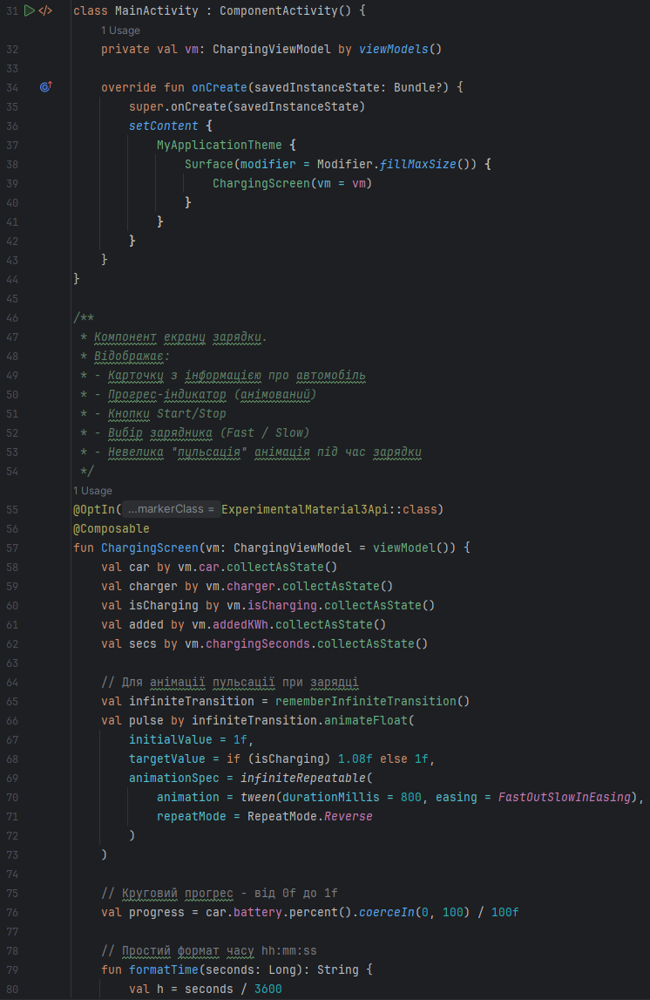 31 class MainActivity : ComponentActivity() {
1 Usage
32 private val vm: ChargingViewModel by viewModels()
33
34 override fun onCreate(savedInstanceState: Bundle?) {
35 super.onCreate(savedInstanceState)
36 setContent {
37 MyApplicationTheme {
38 Surface(modifier = Modifier.fillMaxSize()) {
39 ChargingScreen(vm = vm)
40 }
41 }
42 }
43 }
44 }
45
46 /**
47 * Компонент екрану зарядки.
48 * Відображає:
49 * - Карточку з інформацією про автомобіль
50 * - Прогрес-індикатор (анімований)
51 * - Кнопки Start/Stop
52 * - Вибір зарядника (Fast / Slow)
53 * - Невелика "пульсація" анімація під час зарядки
54 */
1 Usage
55 @OptIn( ...markerClass = ExperimentalMaterial3Api::class)
56 @Composable
57 fun ChargingScreen(vm: ChargingViewModel = viewModel()) {
58 val car by vm.car.collectAsState()
59 val charger by vm.charger.collectAsState()
60 val isCharging by vm.isCharging.collectAsState()
61 val added by vm.addedKWh.collectAsState()
62 val secs by vm.chargingSeconds.collectAsState()
63
64 // Для анімації пульсації при зарядці
65 val infiniteTransition = rememberInfiniteTransition()
66 val pulse by infiniteTransition.animateFloat(
67 initialValue = 1f,
68 targetValue = if (isCharging) 1.08f else 1f,
69 animationSpec = infiniteRepeatable(
70 animation = tween(durationMillis = 800, easing = FastOutSlowInEasing),
71 repeatMode = RepeatMode.Reverse
72 )
73 )
74
75 // Круговий прогрес - від 0f до 1f
76 val progress = car.battery.percent().coerceIn(0, 100) / 100f
77
78 // Простий формат часу hh:mm:ss
79 fun formatTime(seconds: Long): String {
80 val h = seconds / 3600